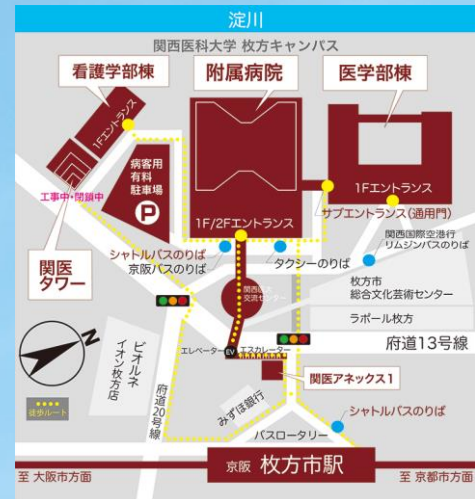 淀川
関西医科大学 枚方キャンパス
看護学部棟
附属病院
医学部棟
1Fエントランス
病客用
有料
駐車場
P
工事中・閉鎖中
1Fエントランス
サブエントランス(通用門)
1F/2Fエントランス
関医
タワー
シャトルバスのりば
京阪バスのりば
タクシーのりば
関西国際空港行
リムジンバスのりば
枚方市
総合文化芸術センター
関西医大
交流センター
ラポール枚方
府道13号線
N
エレベーター
EV
エスカレーター
ビオルネ
イオン枚方店
関医アネックス1
徒歩ルート
府道20号線
みずほ銀行
シャトルバスのりば
バスロータリー
京阪 枚方市駅
至 大阪市方面
至 京都市方面